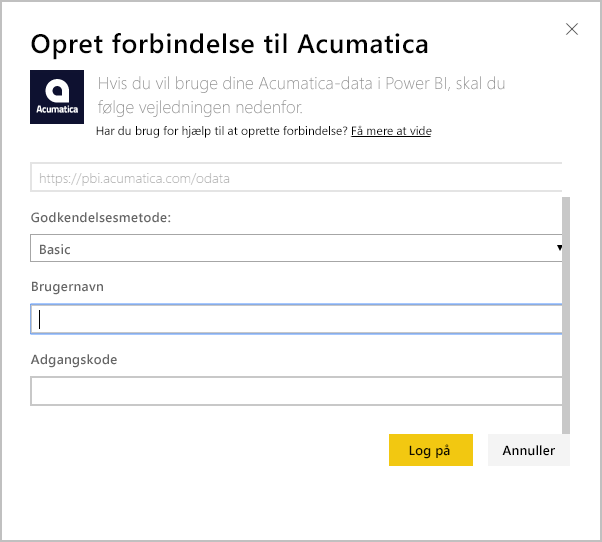 Opret forbindelse til Acumatica
Acumatica
Hvis du vil bruge dine Acumatica-data i Power BI, skal du
følge vejledningen nedenfor.
Har du brug for hjælp til at oprette forbindelse? Få mere at vide
https://pbi.acumatica.com/odata
Godkendelsesmetode:
Basic
Brugernavn
Adgangskode
Log på
Annuller